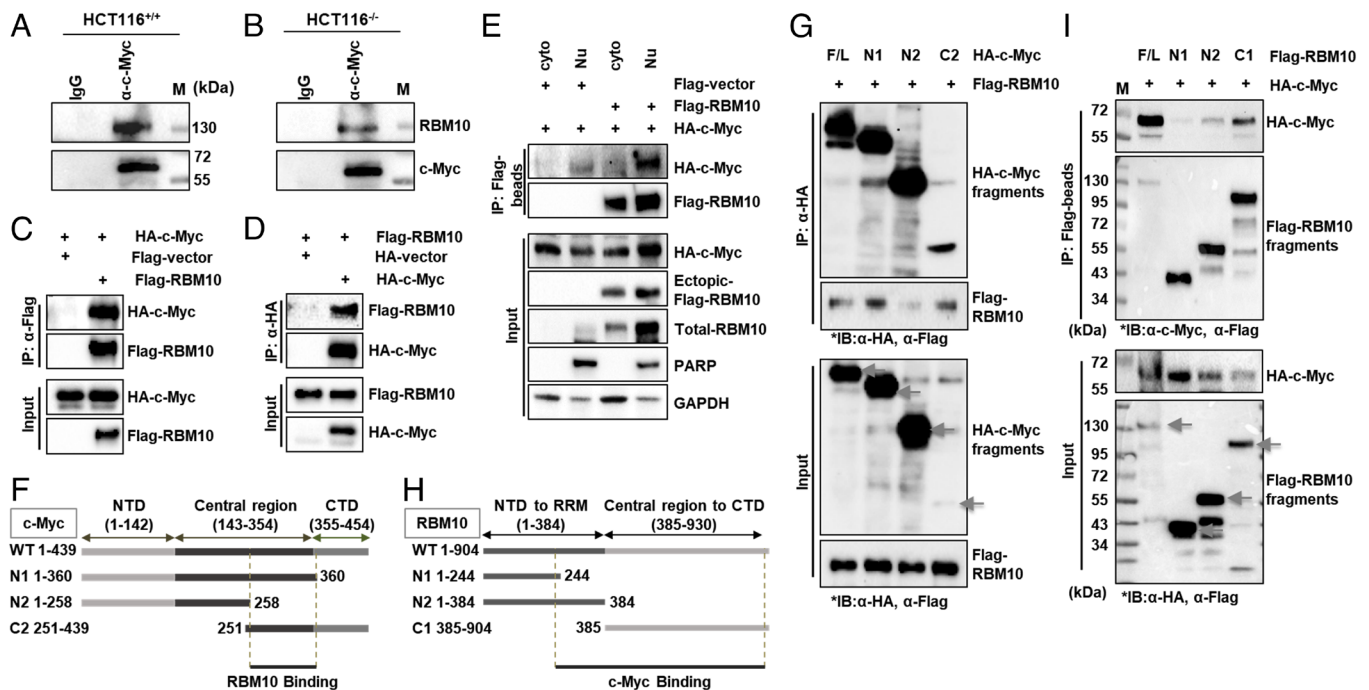 A
HCT116+/+
IgG
α-c-Myc
M
(kDa)
130
72
55
B
HCT116-/-
IgG
α-c-Myc
M
RBM10
c-Myc
C
+ + HA-c-Myc
+ Flag-vector
+ Flag-RBM10
IP: α-Flag
HA-c-Myc
Flag-RBM10
Input
HA-c-Myc
Flag-RBM10
D
+ + Flag-RBM10
+ HA-vector
+ HA-c-Myc
IP: α-HA
Flag-RBM10
HA-c-Myc
Input
Flag-RBM10
HA-c-Myc
E
cyto Nu cyto Nu
+ + Flag-vector
+ + Flag-RBM10
+ + + + HA-c-Myc
IP: Flag-
beads
HA-c-Myc
Flag-RBM10
Input
HA-c-Myc
Ectopic-
Flag-RBM10
Total-RBM10
PARP
GAPDH
F
c-Myc
NTD
(1-142)
Central region
(143-354)
CTD
(355-454)
WT 1-439
N1 1-360
360
N2 1-258
258
C2 251-439
251
RBM10 Binding
H
RBM10
NTD to RRM
(1-384)
Central region to CTD
(385-930)
WT 1-904
N1 1-244
244
N2 1-384
384
C1 385-904
385
c-Myc Binding
G
F/L N1 N2 C2 HA-c-Myc
+ + + + Flag-RBM10
IP: α-HA
HA-c-Myc
fragments
Flag-
RBM10
*IB:α-HA, α-Flag
Input
HA-c-Myc
fragments
Flag-
RBM10
*IB:α-HA, α-Flag
I
F/L N1 N2 C1 Flag-RBM10
M + + + + HA-c-Myc
IP: Flag-beads
72
55
HA-c-Myc
130
95
72
55
43
34
Flag-RBM10
fragments
(kDa)
*IB:α-c-Myc, α-Flag
Input
72
55
HA-c-Myc
130
95
72
55
43
34
Flag-RBM10
fragments
(kDa)
*IB:α-HA, α-Flag